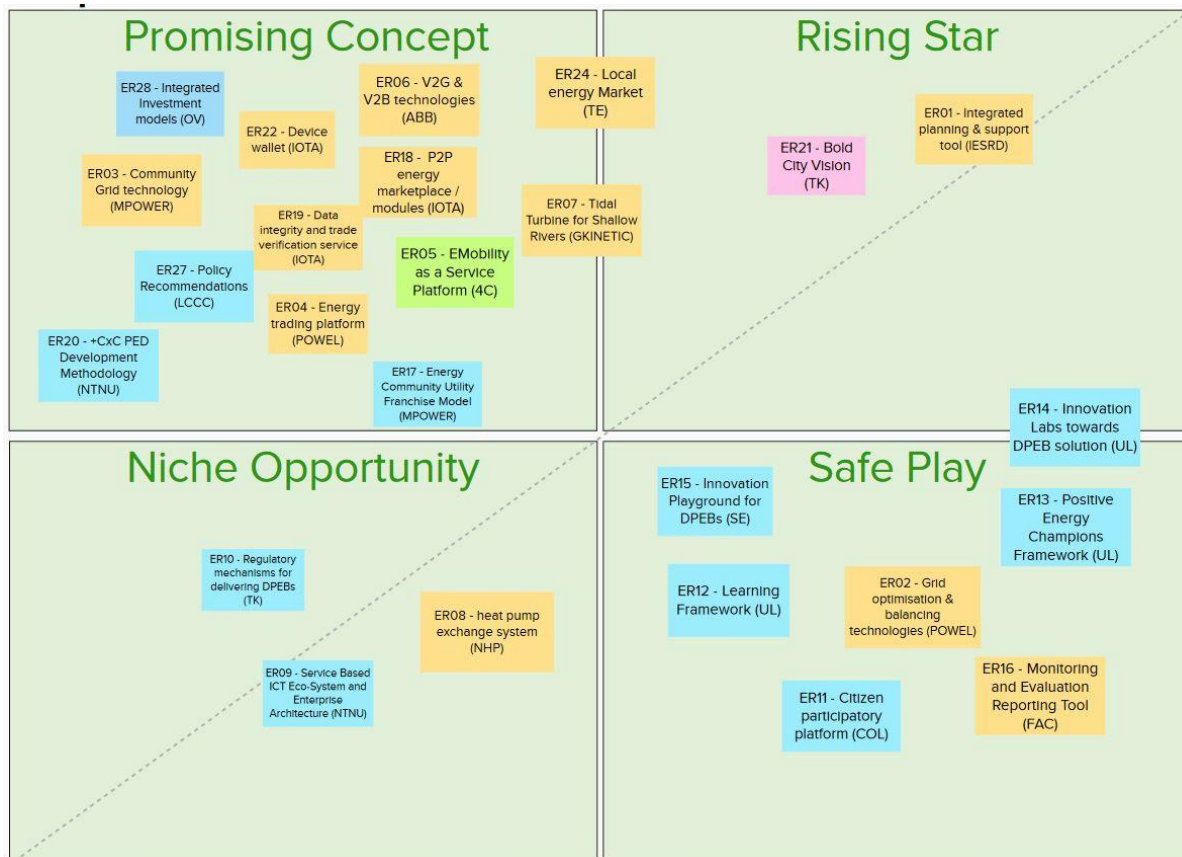 Promising Concept
Rising Star
ER28 - Integrated
Investment
models (OV)
ER22 - Device
wallet (IOTA)
ER06 - V2G &
V2B technologies
(ABB)
ER24 - Local
energy Market
(TE)
ER21 - Bold
City Vision
(TK)
ER01 - Integrated
planning & support
tool (IESRD)
ER03 - Community
Grid technology
(MPOWER)
ER18 - P2P
energy
marketplace /
modules (IOTA)
ER19 - Data
integrity and trade
verification service
(IOTA)
ER07 - Tidal
Turbine for Shallow
Rivers (GKINETIC)
ER27 - Policy
Recommendations
(LCCC)
ER05 - EMobility
as a Service
Platform (4C)
ER04 - Energy
trading platform
(POWEL)
ER20 - +CxC PED
Development
Methodology
(NTNU)
ER17 - Energy
Community Utility
Franchise Model
(MPOWER)
ER14 - Innovation
Labs towards
DPEB solution (UL)
Niche Opportunity
Safe Play
ER15 - Innovation
Playground for
DPEBs (SE)
ER13 - Positive
Energy
Champions
Framework (UL)
ER10 - Regulatory
mechanisms for
delivering DPEBs
(TK)
ER12 - Learning
Framework (UL)
ER02 - Grid
optimisation &
balancing
technologies (POWEL)
ER08 - heat pump
exchange system
(NHP)
ER09 - Service Based
ICT Eco-System and
Enterprise
Architecture (NTNU)
ER11 - Citizen
participatory
platform (COL)
ER16 - Monitoring
and Evaluation
Reporting Tool
(FAC)